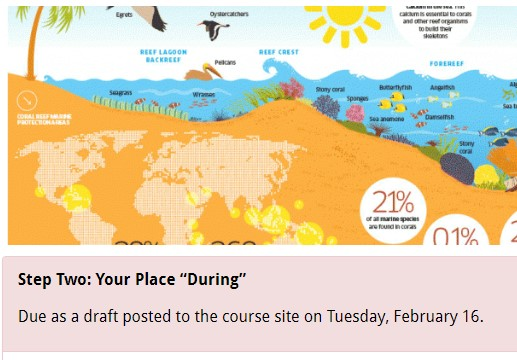 Egrets
Oystercatchers
calcium is essential to corals
and other reef organisms
to build their
skeletons
REEF LAGOON
BACKREEF
REEF CREST
FOREREEF
Pelicans
Seagrass
Wrasses
Stony coral
Sponges
Butterflyfish
Angelfish
Sea anemone
Damselfish
Stony
coral
CORAL REEF MARINE
PROTECTION AREAS
21%
of all marine species
are found in corals
01%
Step Two: Your Place “During”
Due as a draft posted to the course site on Tuesday, February 16.